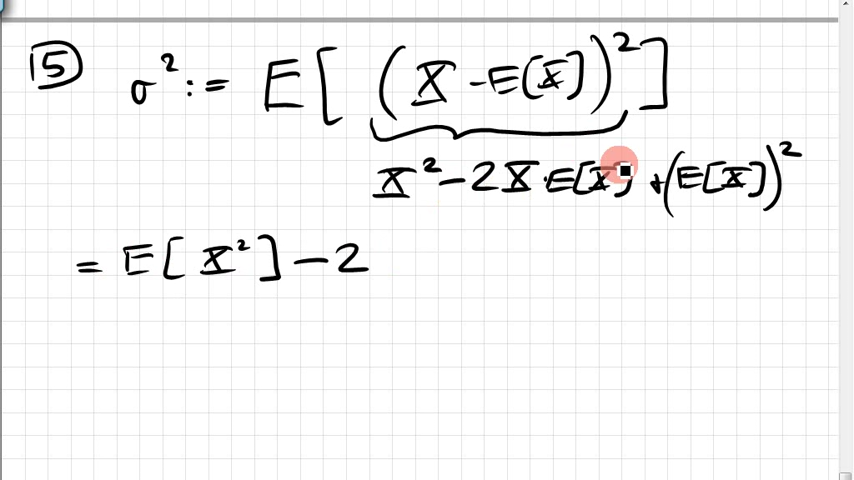 15 σ² := E[(X - E[X])²]
X² - 2X·E[X] + (E[X])²
= E[X²] - 2